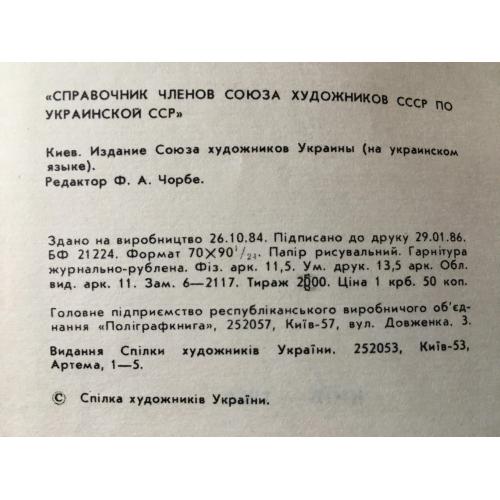 «СПРАВОЧНИК ЧЛЕНОВ СОЮЗА ХУДОЖНИКОВ СССР ПО
УКРАИНСКОЙ ССР»
Киев. Издание Союза художников Украины (на украинском
языке).
Редактор Ф. А. Чорбе.
Здано на виробництво 26.10.84. Підписано до друку 29.01.86.
БФ 21224. Формат 70×90¹/₂₄. Папір рисувальний. Гарнітура
журнально-рублена. Фіз. арк. 11,5. Ум. друк. 13,5 арк. Обл.
вид. арк. 11. Зам. 6—2117. Тираж 2000. Ціна 1 крб. 50 коп.
Головне підприємство республіканського виробничого об'єд-
нання «Поліграфкнига», 252057, Київ-57, вул. Довженка. 3.
Видання Спілки художників України. 252053, Київ-53,
Артема, 1—5.
© Спілка художників України.